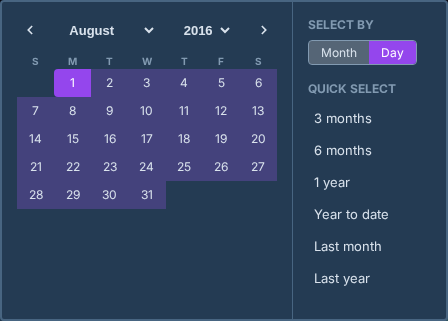 August 2016
S M T W T F S
1 2 3 4 5 6
7 8 9 10 11 12 13
14 15 16 17 18 19 20
21 22 23 24 25 26 27
28 29 30 31
SELECT BY
Month Day
QUICK SELECT
3 months
6 months
1 year
Year to date
Last month
Last year